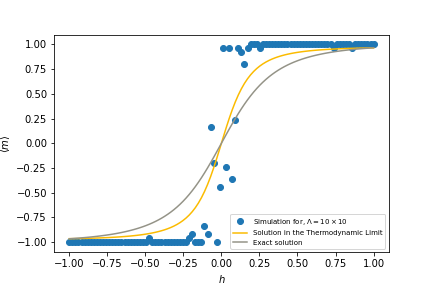 1.00
0.75
0.50
0.25
0.00
−0.25
−0.50
−0.75
−1.00
⟨m⟩
Simulation for, Λ = 10 × 10
Solution in the Thermodynamic Limit
Exact solution
−1.00 −0.75 −0.50 −0.25 0.00 0.25 0.50 0.75 1.00
h